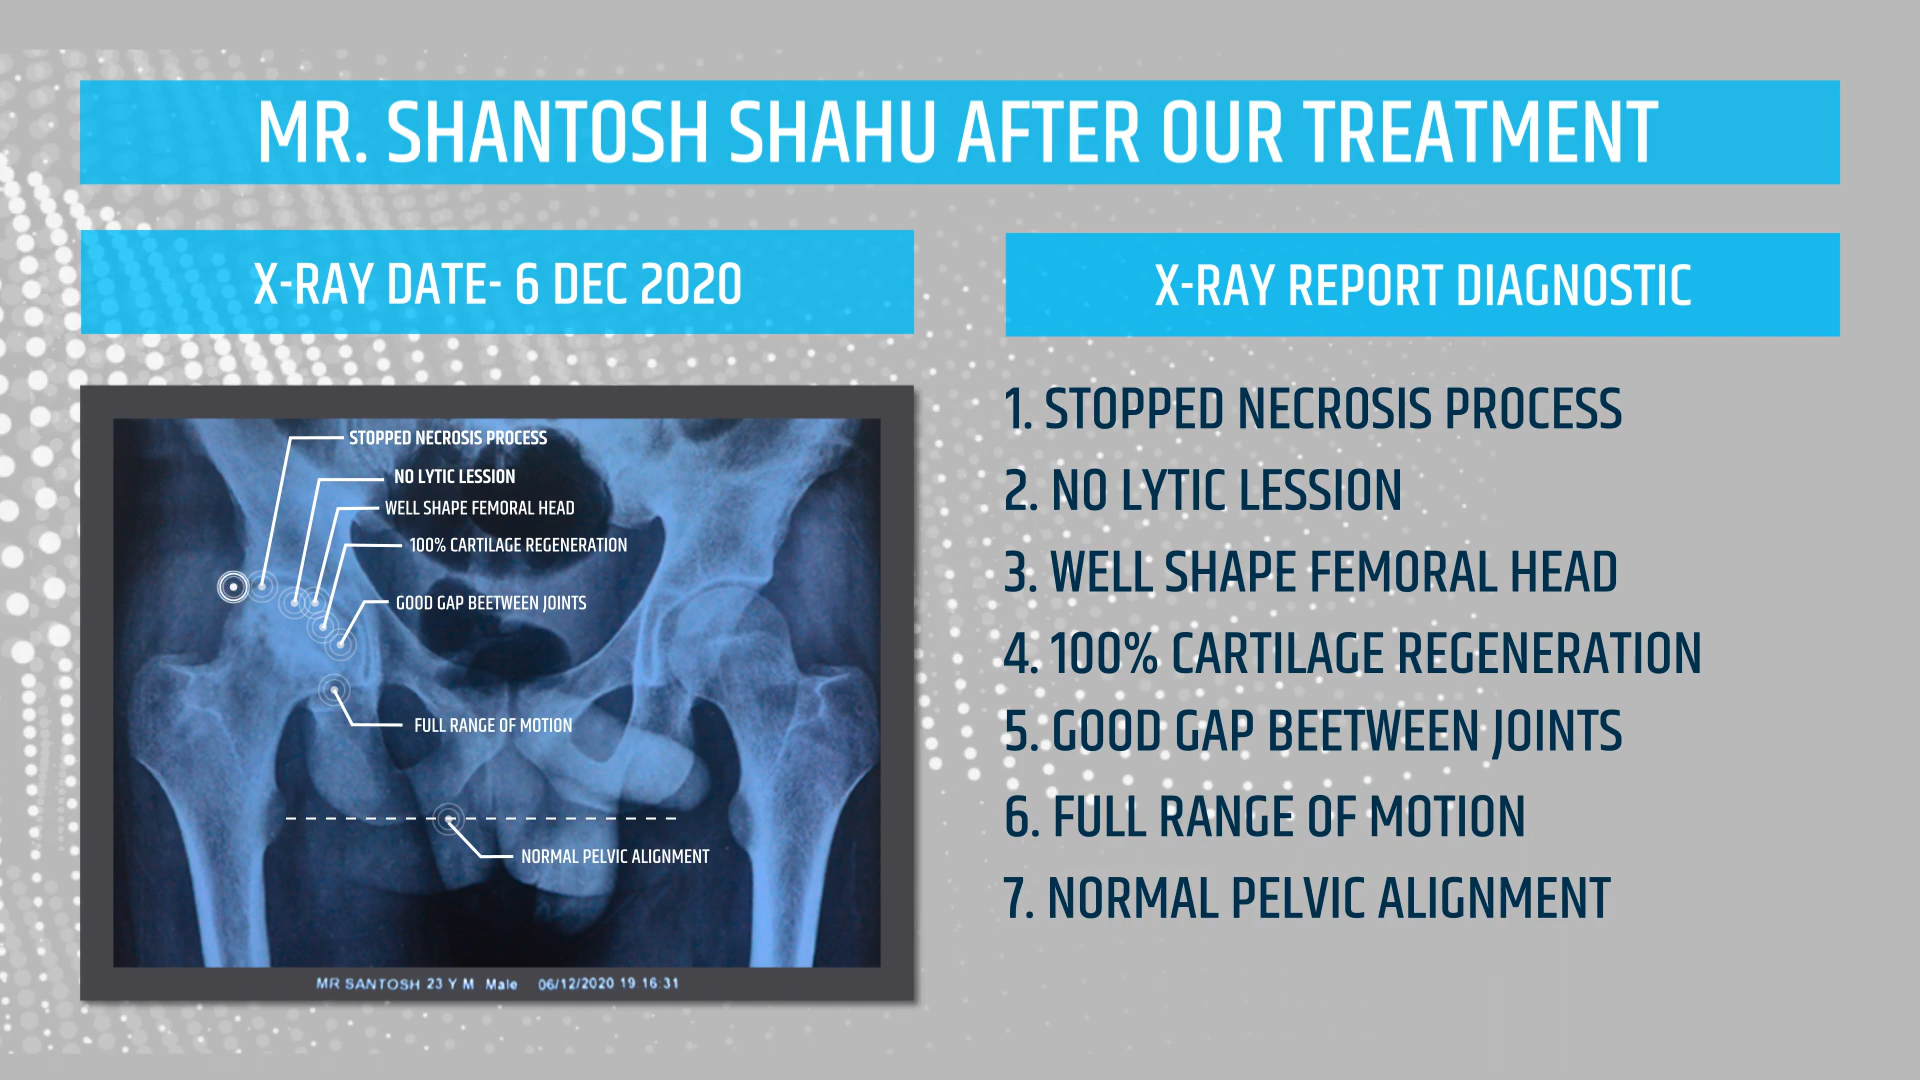 MR. SHANTOSH SHAHU AFTER OUR TREATMENT
X-RAY DATE- 6 DEC 2020
STOPPED NECROSIS PROCESS
NO LYTIC LESSION
WELL SHAPE FEMORAL HEAD
100% CARTILAGE REGENERATION
GOOD GAP BEETWEEN JOINTS
FULL RANGE OF MOTION
NORMAL PELVIC ALIGNMENT
MR SANTOSH 23 Y M Male 06/12/2020 19:16:31
X-RAY REPORT DIAGNOSTIC
1. STOPPED NECROSIS PROCESS
2. NO LYTIC LESSION
3. WELL SHAPE FEMORAL HEAD
4. 100% CARTILAGE REGENERATION
5. GOOD GAP BEETWEEN JOINTS
6. FULL RANGE OF MOTION
7. NORMAL PELVIC ALIGNMENT